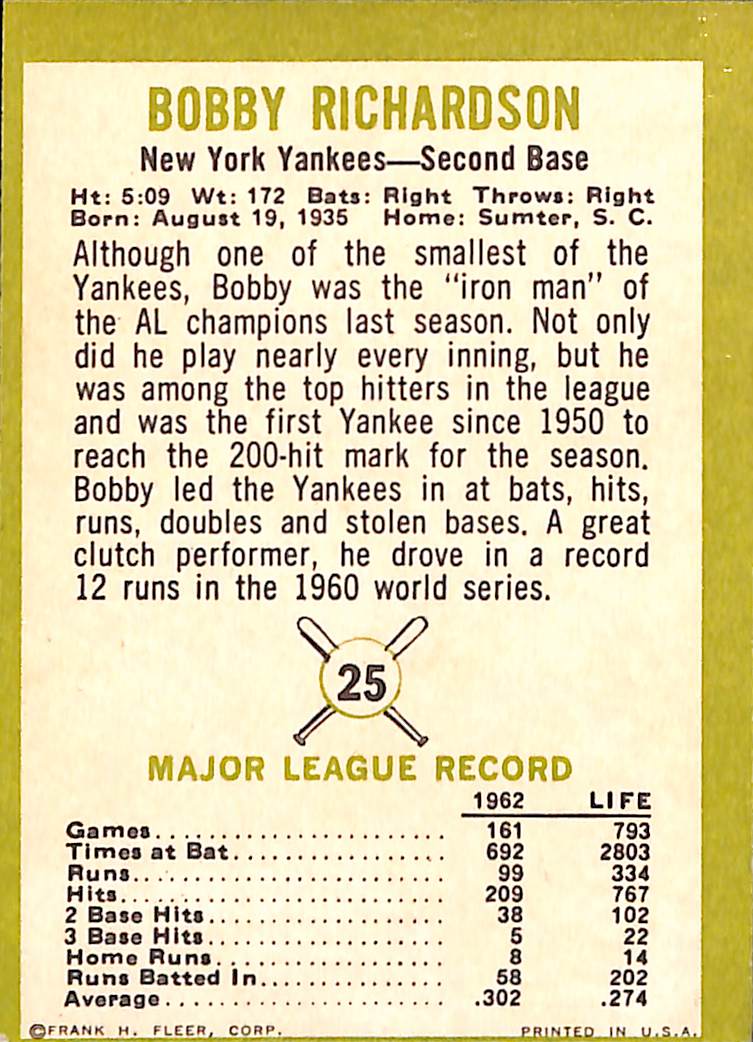 BOBBY RICHARDSON
New York Yankees—Second Base
Ht: 5:09 Wt: 172 Bats: Right Throws: Right
Born: August 19, 1935 Home: Sumter, S. C.
Although one of the smallest of the
Yankees, Bobby was the "iron man" of
the AL champions last season. Not only
did he play nearly every inning, but he
was among the top hitters in the league
and was the first Yankee since 1950 to
reach the 200-hit mark for the season.
Bobby led the Yankees in at bats, hits,
runs, doubles and stolen bases. A great
clutch performer, he drove in a record
12 runs in the 1960 world series.
25
MAJOR LEAGUE RECORD
1962 LIFE
Games........................ 161 793
Times at Bat.................. 692 2803
Runs.......................... 99 334
Hits........................... 209 767
2 Base Hits.................... 38 102
3 Base Hits.................... 5 22
Home Runs................... 8 14
Runs Batted In................ 58 202
Average....................... .302 .274
©FRANK H. FLEER, CORP. PRINTED IN U.S.A.